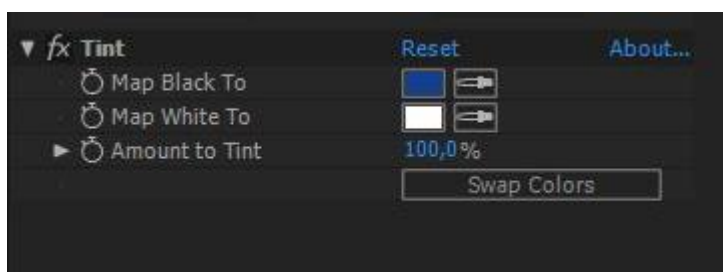 fx Tint Reset About...
Map Black To
Map White To
Amount to Tint 100,0%
Swap Colors